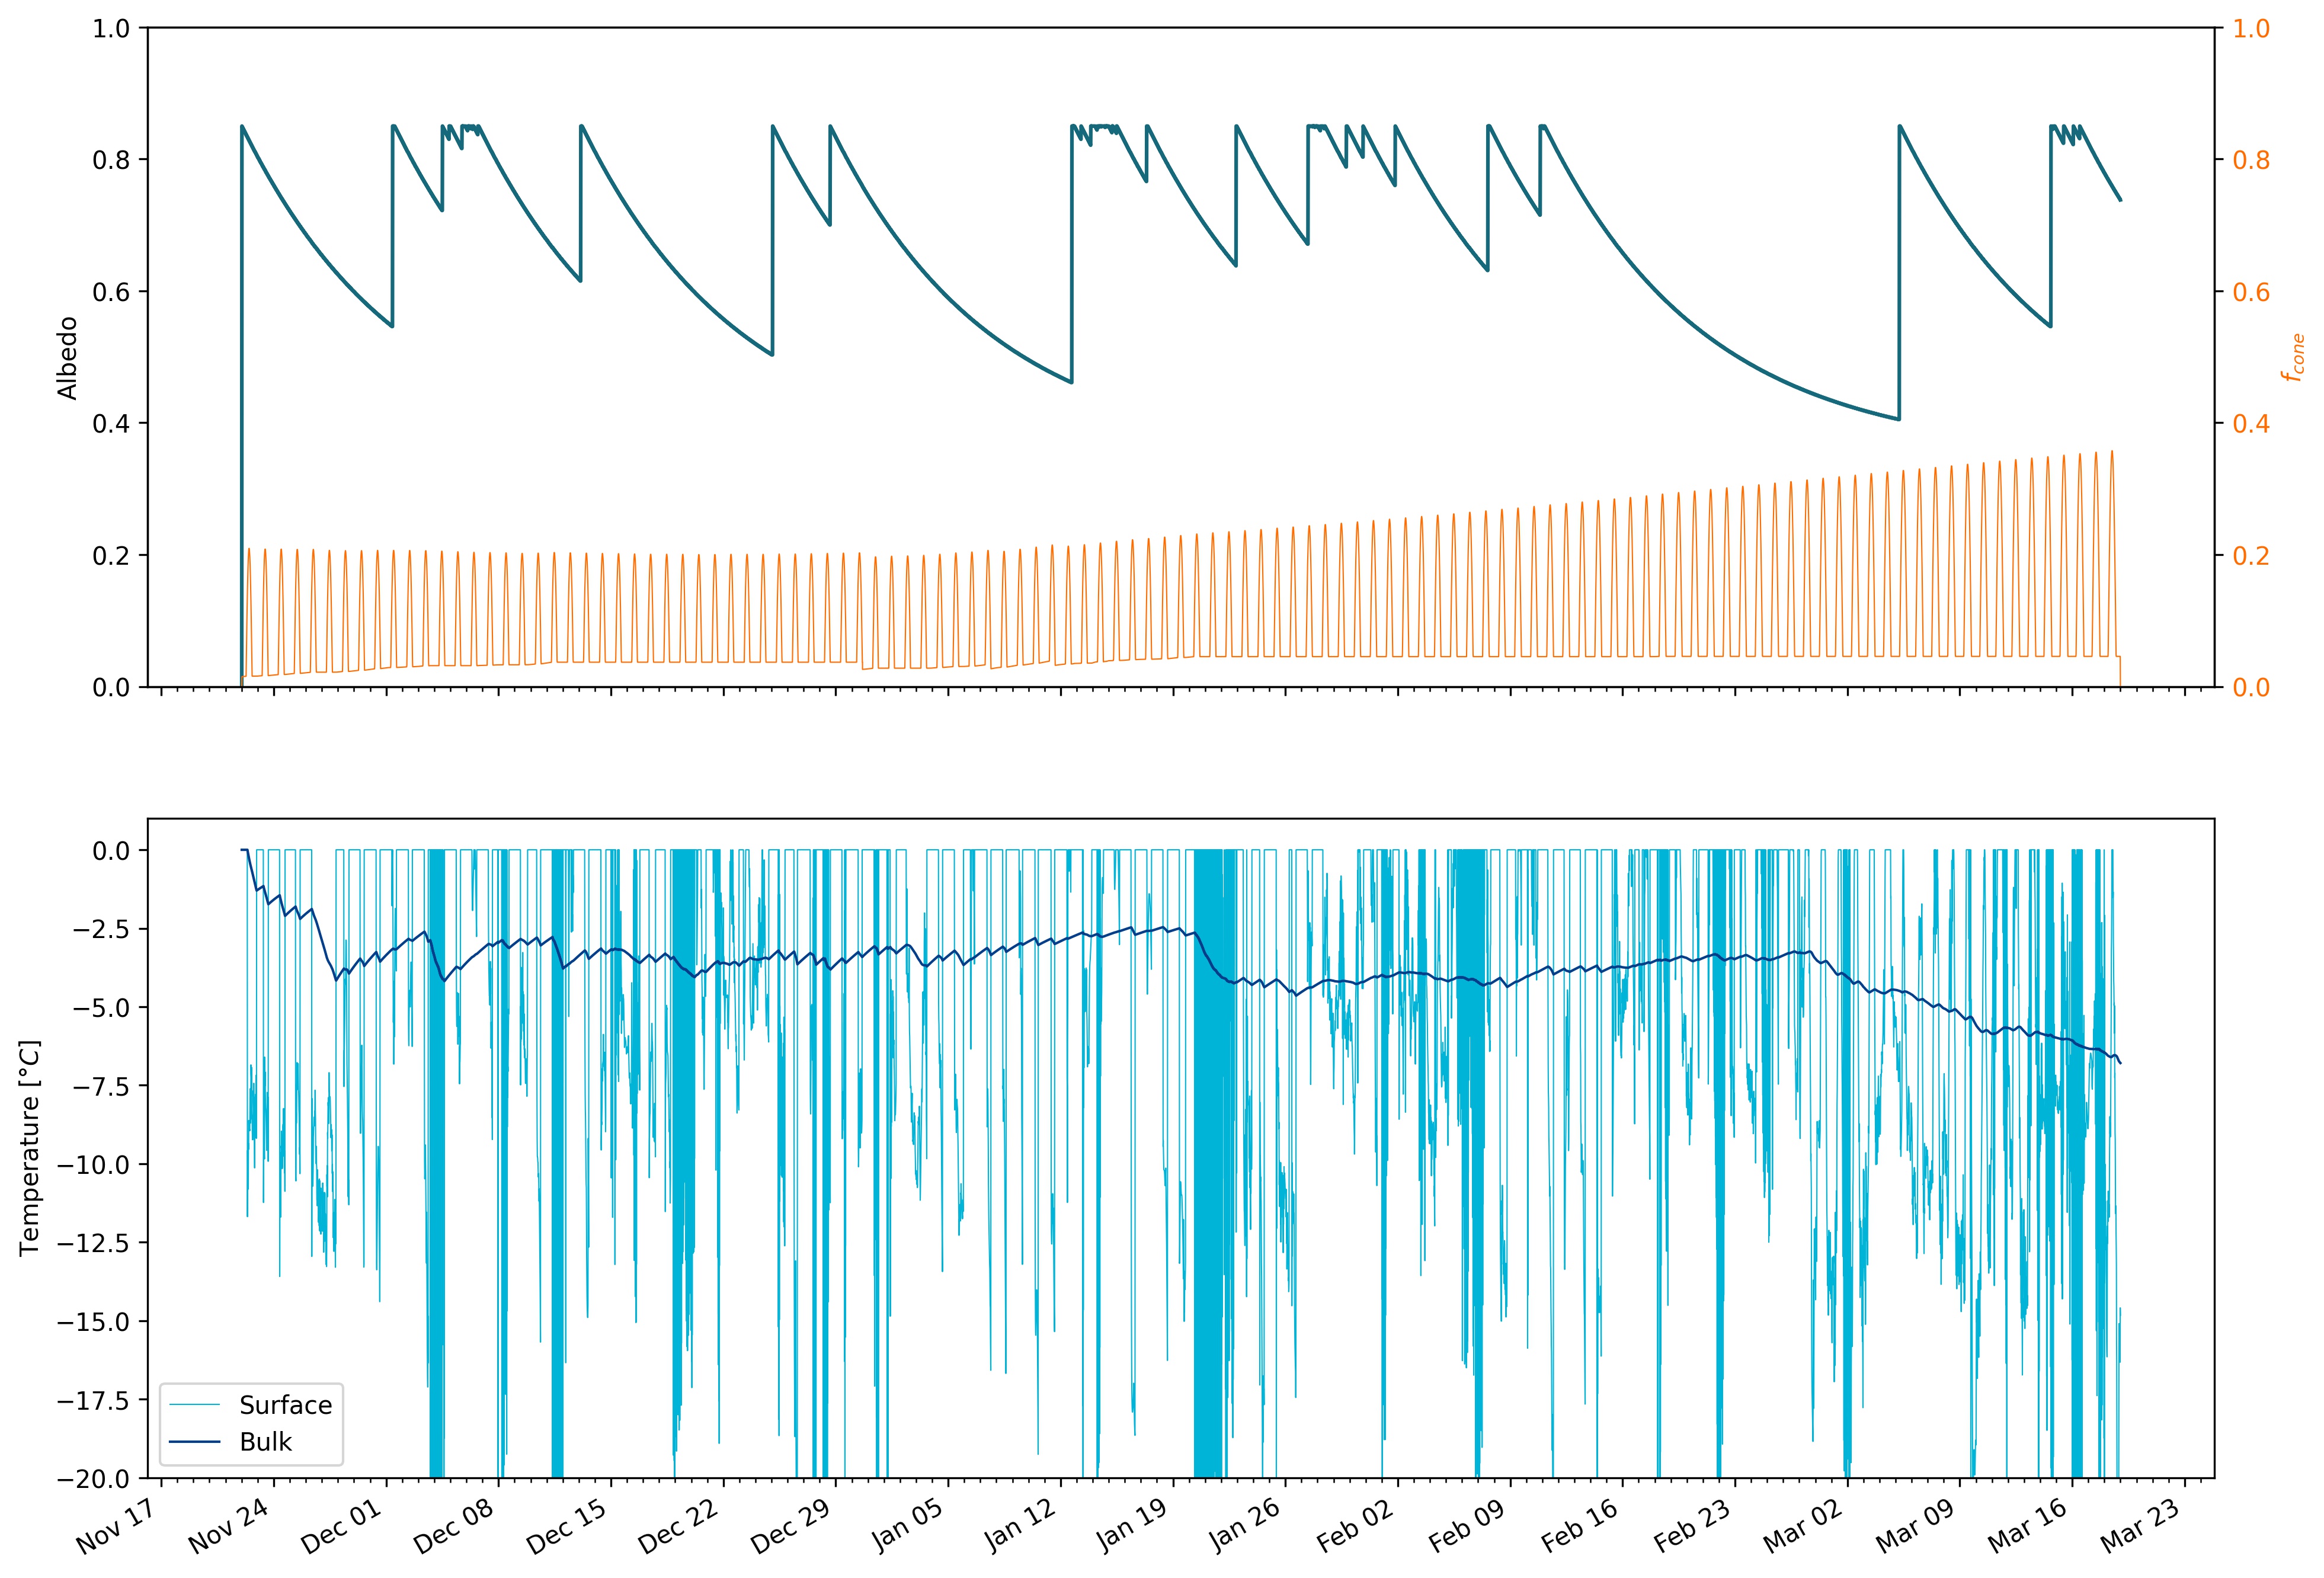 1.0
0.8
0.6
0.4
0.2
0.0
Albedo
1.0
0.8
0.6
0.4
0.2
0.0
f_cone
0.0
−2.5
−5.0
−7.5
−10.0
−12.5
−15.0
−17.5
−20.0
Temperature [°C]
Surface
Bulk
Nov 17
Nov 24
Dec 01
Dec 08
Dec 15
Dec 22
Dec 29
Jan 05
Jan 12
Jan 19
Jan 26
Feb 02
Feb 09
Feb 16
Feb 23
Mar 02
Mar 09
Mar 16
Mar 23